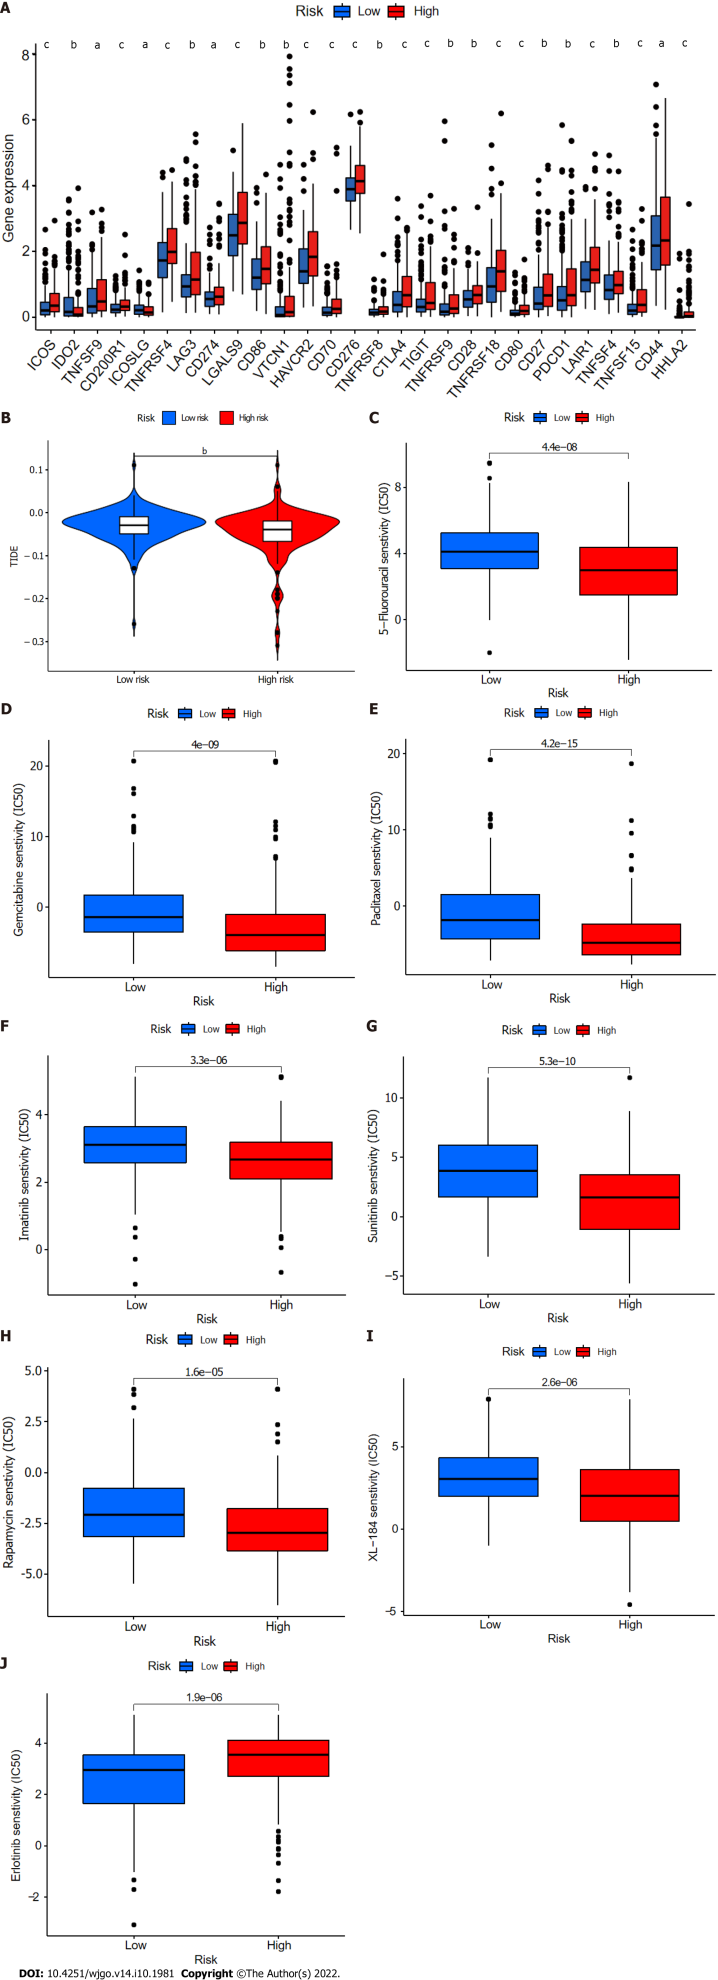 A
Risk Low High
c b a c a c b a c c b b c c c b c c b b c c b b c b c a c
Gene expression
8
6
4
2
0
ICOS IDO2 TNFSF9 CD200R1 ICOSLG TNFRSF4 LAG3 CD274 LGALS9 CD86 VTCN1 HAVCR2 CD70 CD276 TNFRSF8 CTLA4 TIGIT TNFRSF9 CD28 TNFRSF18 CD80 CD27 PDCD1 LAIR1 TNFSF4 TNFSF15 CD44 HHLA2
B
Risk Low risk High risk
b
TIDE
0.1
0.0
−0.1
−0.2
−0.3
Low risk High risk
C
Risk Low High
4.4e−08
5−Fluorouracil senstivity (IC50)
8
4
0
Low High
Risk
D
Risk Low High
4e−09
Gemcitabine senstivity (IC50)
20
10
0
Low High
Risk
E
Risk Low High
4.2e−15
Paclitaxel senstivity (IC50)
20
10
0
Low High
Risk
F
Risk Low High
3.3e−06
Imatinib senstivity (IC50)
4
2
0
Low High
Risk
G
Risk Low High
5.3e−10
Sunitinib senstivity (IC50)
10
5
0
−5
Low High
Risk
H
Risk Low High
1.6e−05
Rapamycin senstivity (IC50)
5.0
2.5
0.0
-2.5
-5.0
Low High
Risk
I
Risk Low High
2.6e−06
XL−184 senstivity (IC50)
5
0
−5
Low High
Risk
J
Risk Low High
1.9e−06
Erlotinib senstivity (IC50)
4
2
0
−2
Low High
Risk
DOI: 10.4251/wjgo.v14.i10.1981 Copyright ©The Author(s) 2022.